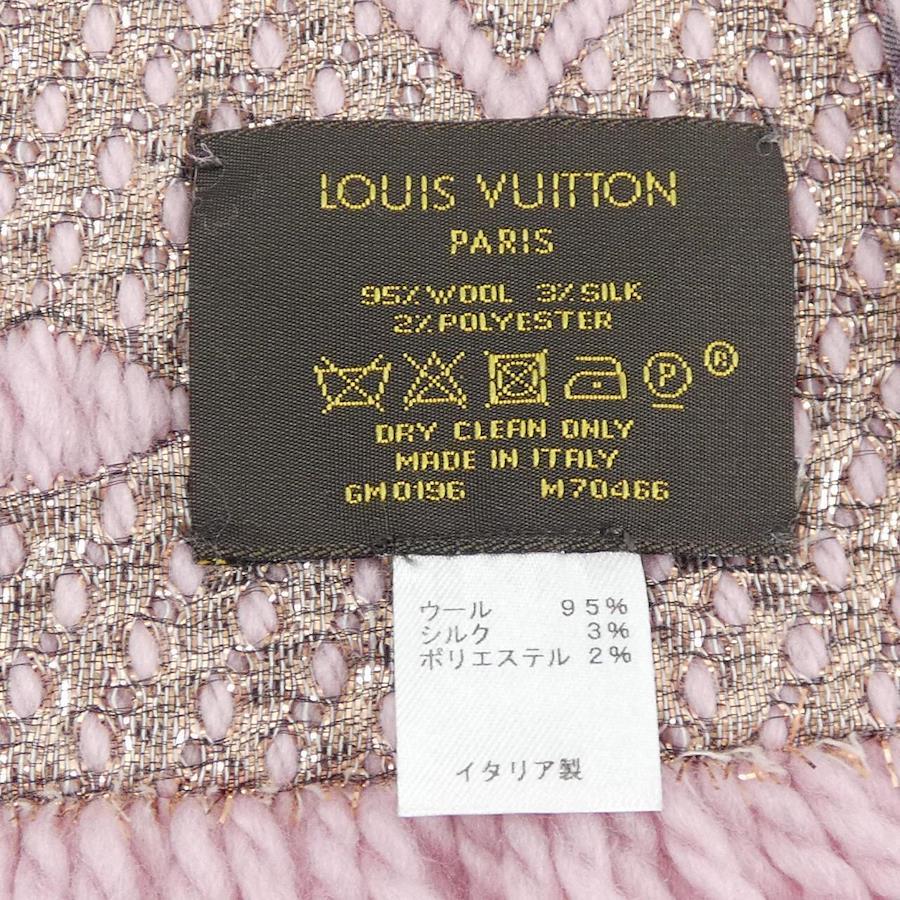 LOUIS VUITTON
PARIS
95% WOOL 3% SILK
2% POLYESTER
P ®
DRY CLEAN ONLY
MADE IN ITALY
GM0196 M70466
ウール 95%
シルク 3%
ポリエステル 2%
イタリア製